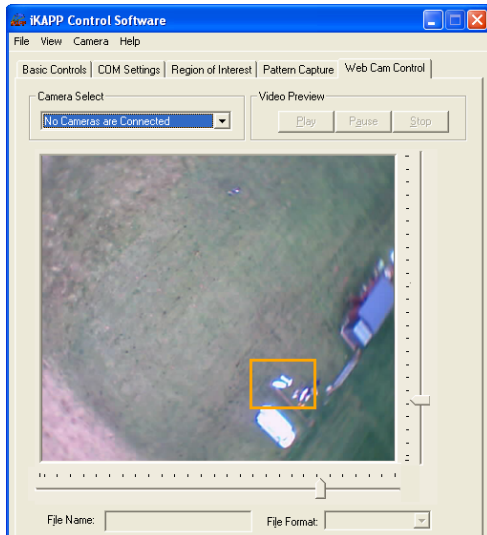 iKAPP Control Software
File View Camera Help
Basic Controls COM Settings Region of Interest Pattern Capture Web Cam Control
Camera Select Video Preview
No Cameras are Connected Play Pause Stop
File Name: File Format: